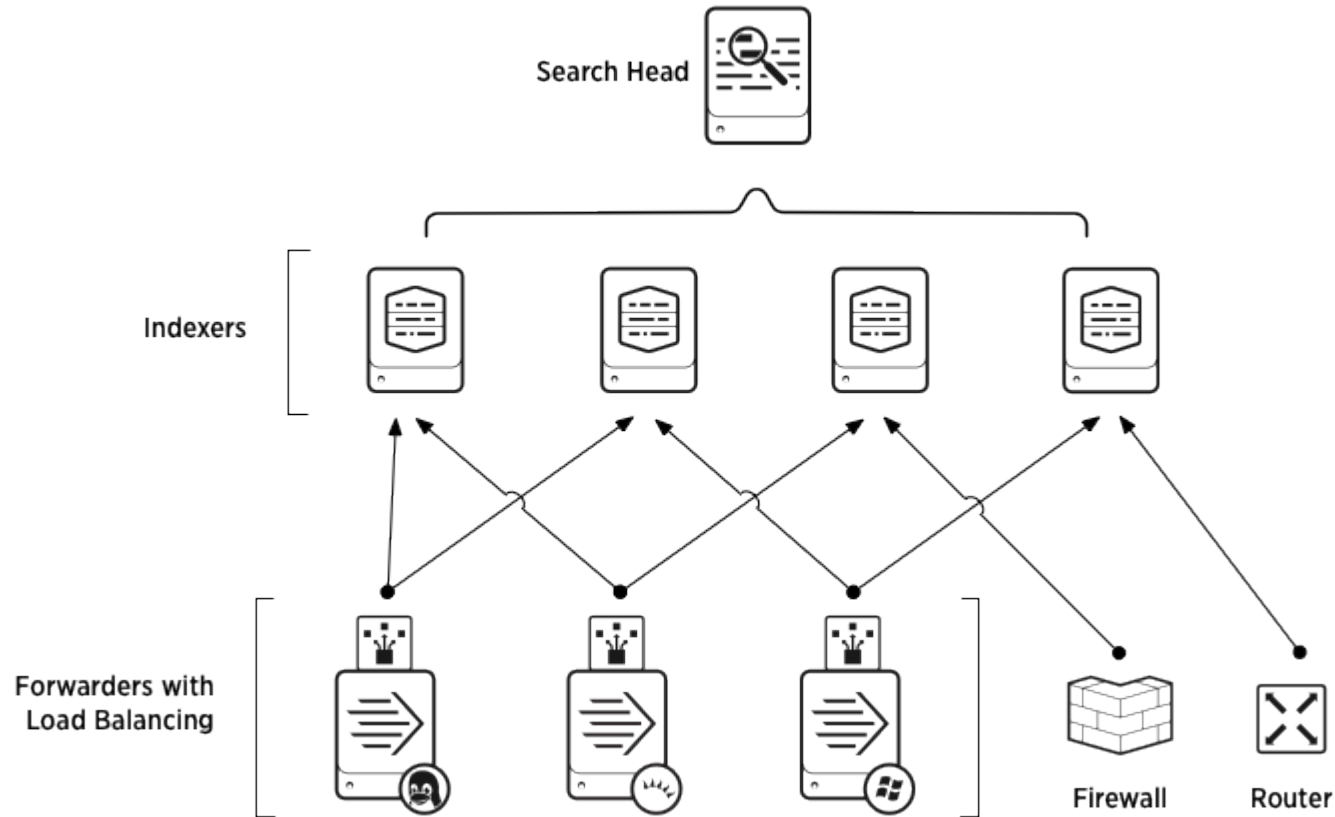 Search Head
Indexers
Forwarders with
Load Balancing
Firewall
Router